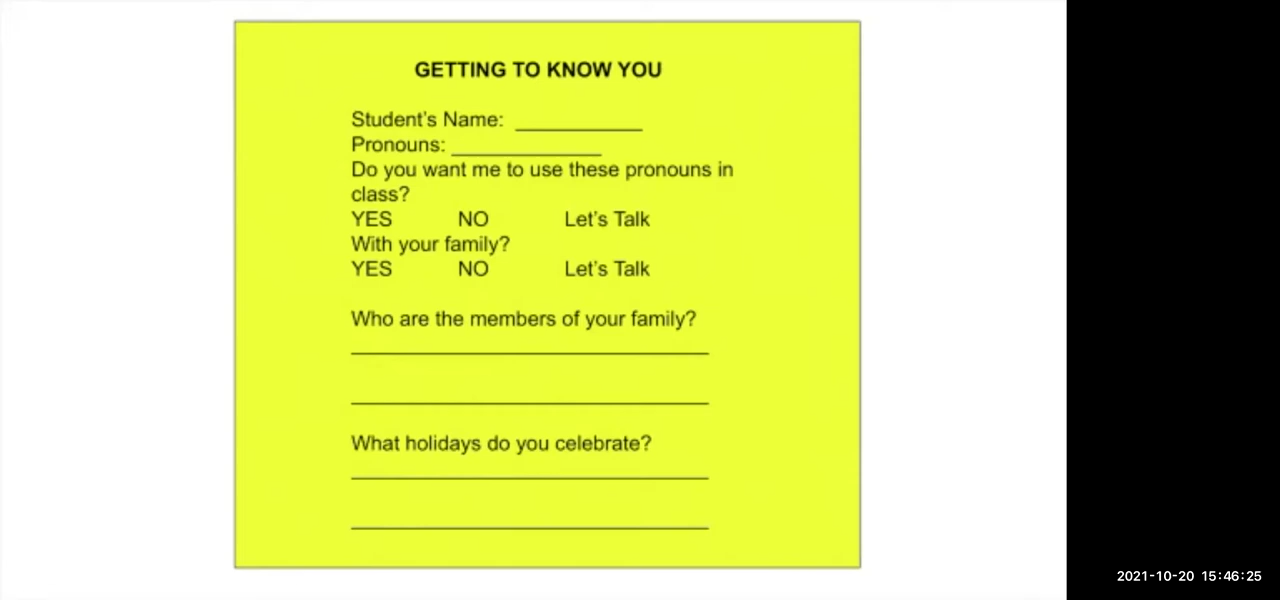 GETTING TO KNOW YOU
Student's Name: ___________
Pronouns: _____________
Do you want me to use these pronouns in
class?
YES NO Let's Talk
With your family?
YES NO Let's Talk
Who are the members of your family?
_______________________________
_______________________________
What holidays do you celebrate?
_______________________________
_______________________________
2021-10-20 15:46:25